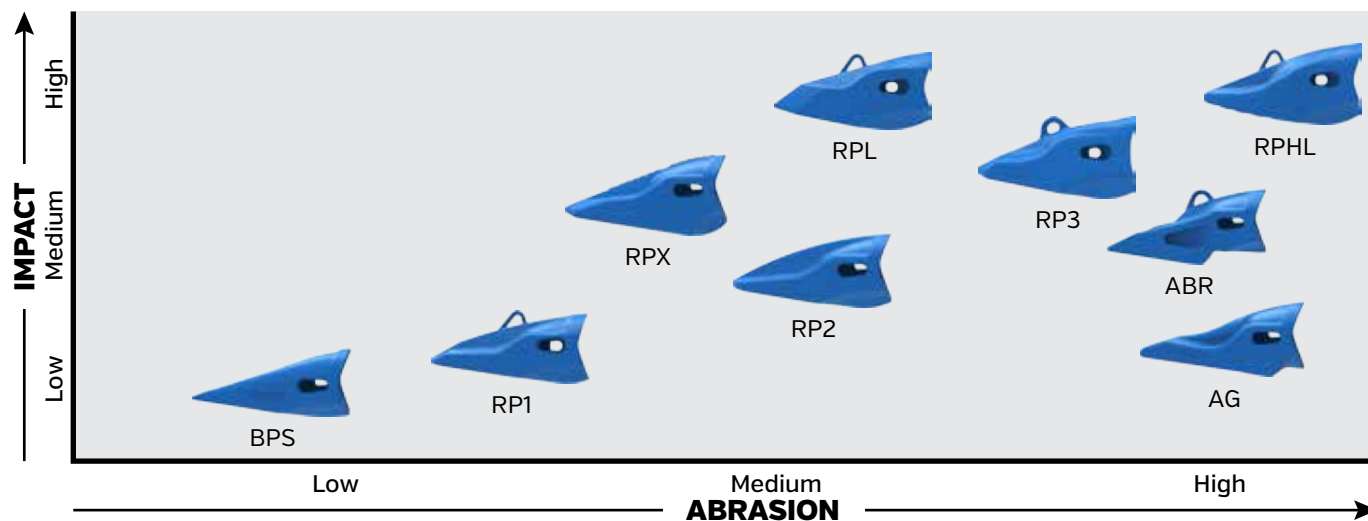 IMPACT
High
Medium
Low
RPL
RPHL
RP3
RPX
ABR
RP2
AG
RP1
BPS
Low
Medium
High
ABRASION